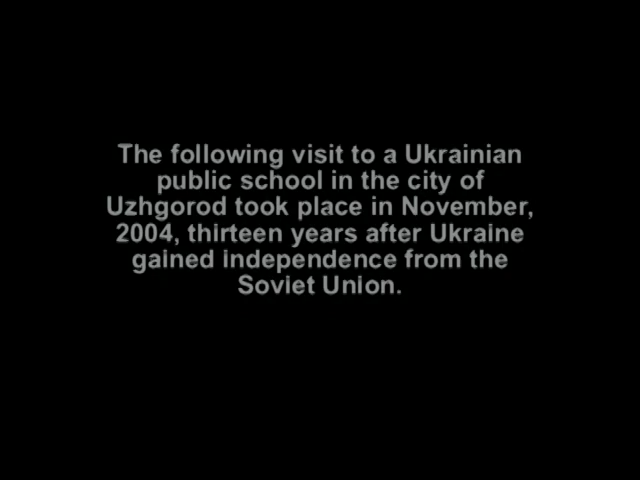 The following visit to a Ukrainian
public school in the city of
Uzhgorod took place in November,
2004, thirteen years after Ukraine
gained independence from the
Soviet Union.